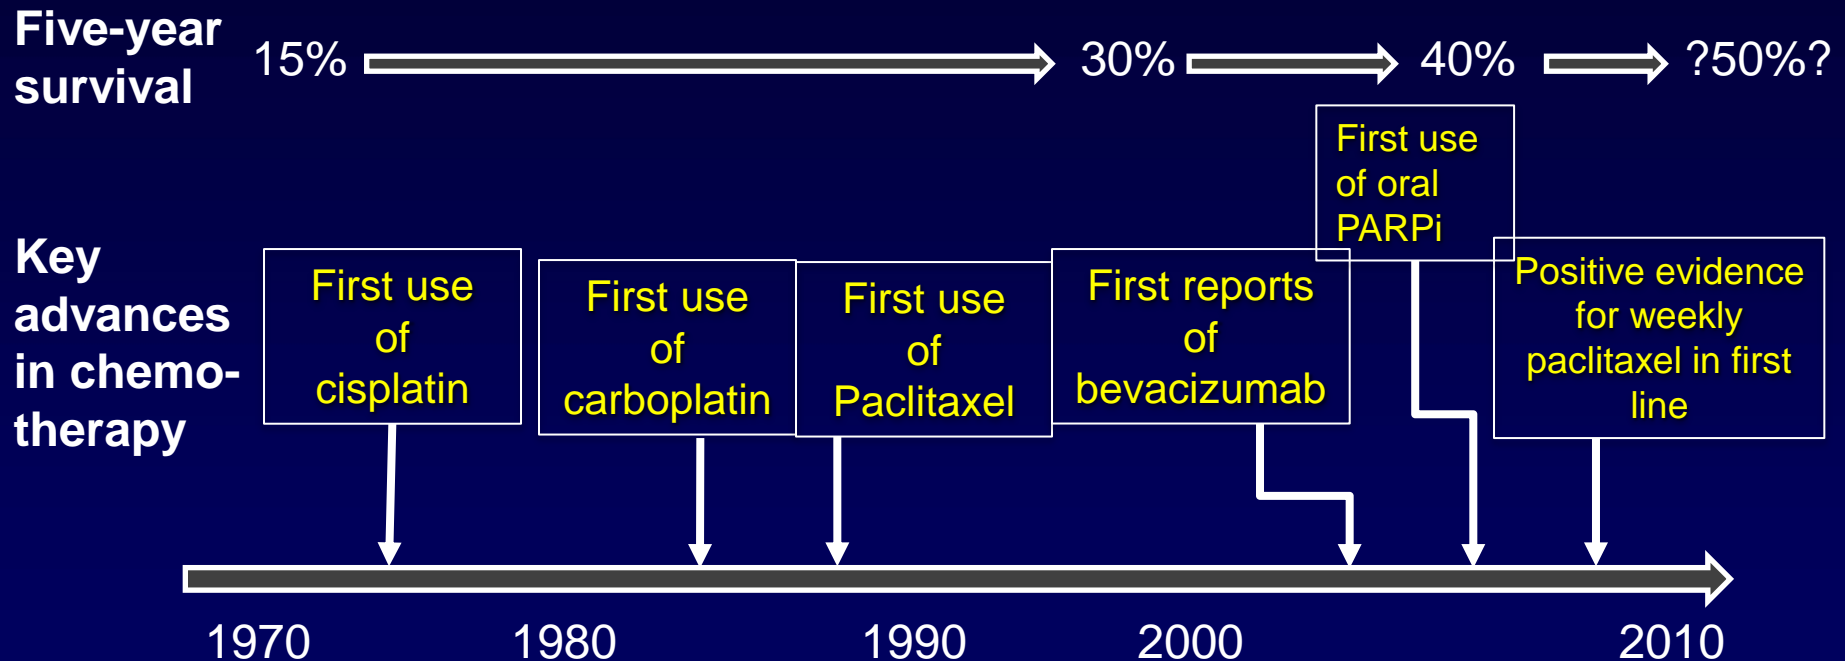 Five-year
survival
15%
30%
40%
?50%?
Key
advances
in chemo-
therapy
First use
of
cisplatin
First use
of
carboplatin
First use
of
Paclitaxel
First reports
of
bevacizumab
First use
of oral
PARPi
Positive evidence
for weekly
paclitaxel in first
line
1970
1980
1990
2000
2010